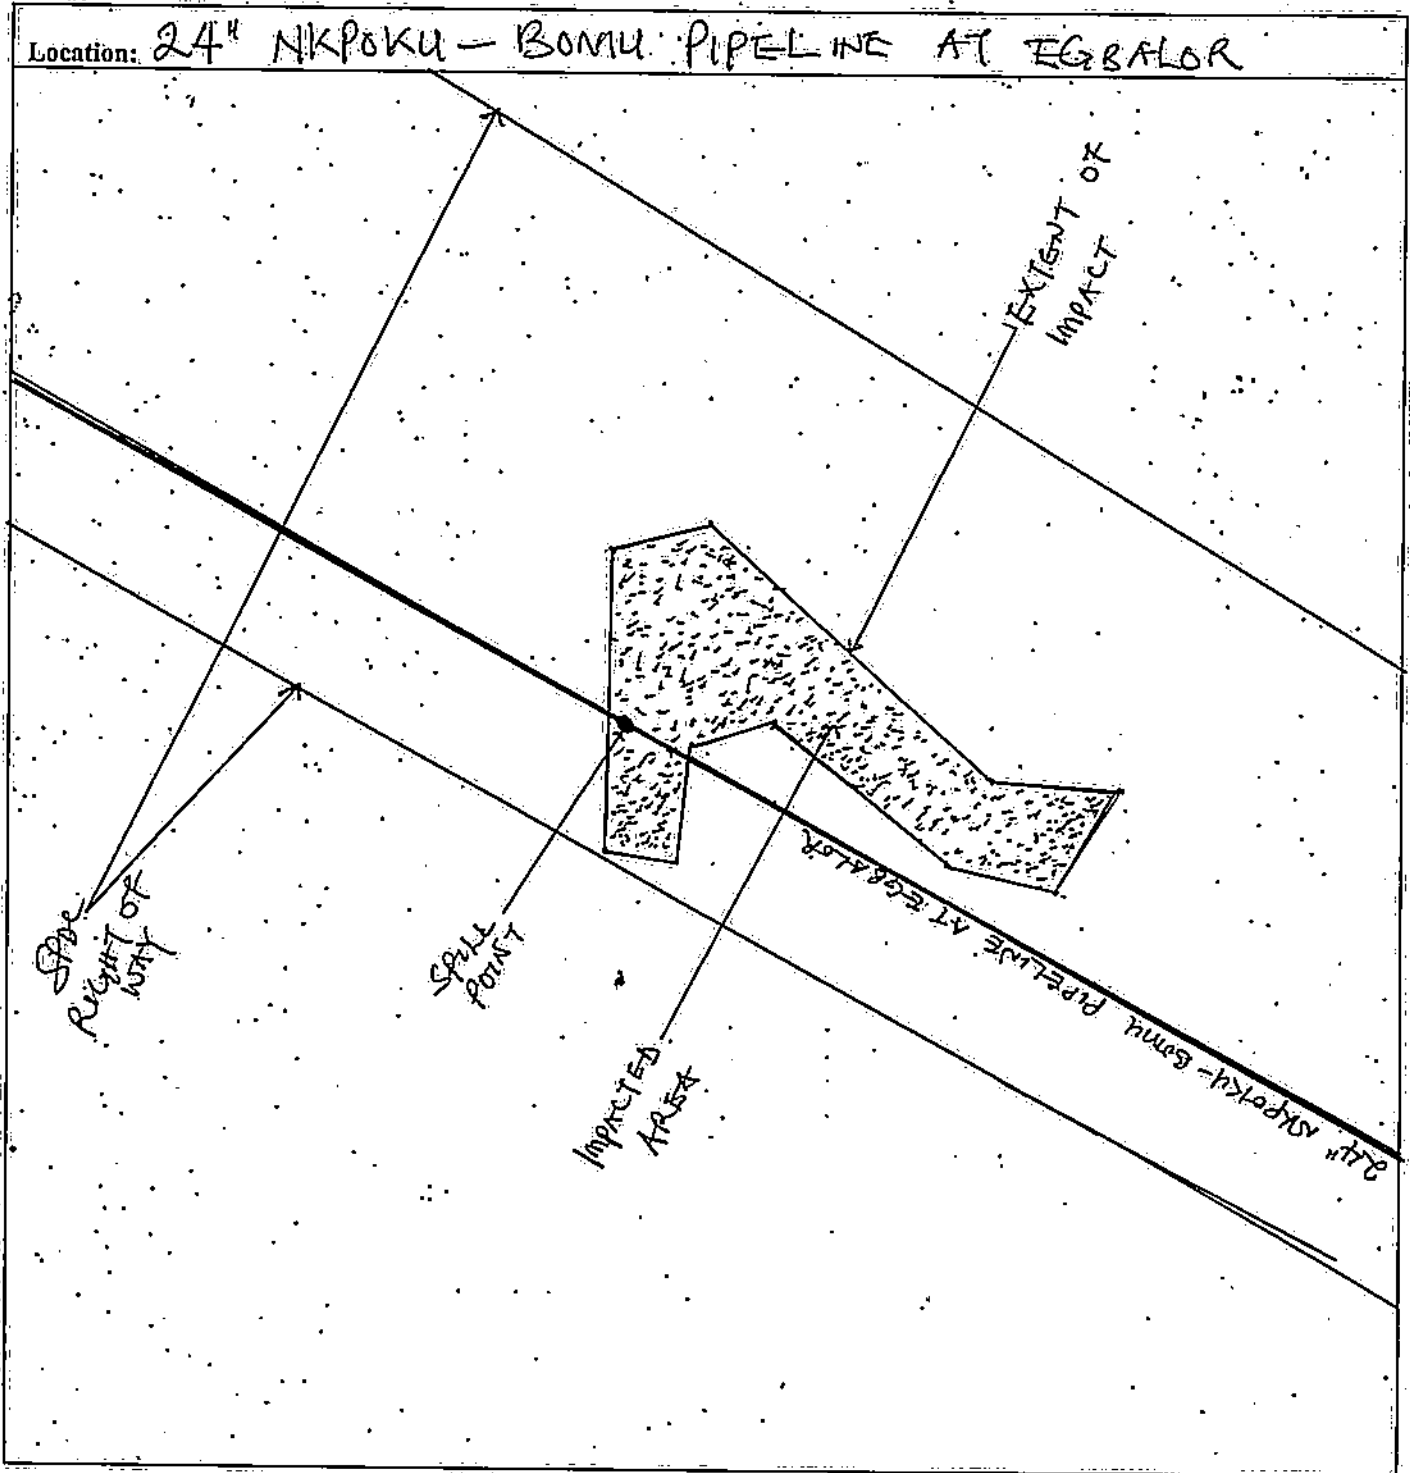 Location: 24" NKPOKU - BOMU PIPELINE AT EGBALOR
EXTENT OF
IMPACT
SPDC
RIGHT OF
WAY
SPILL
POINT
IMPACTED
AREA
24" NKPOKU - BOMU PIPELINE AT EGBALOR